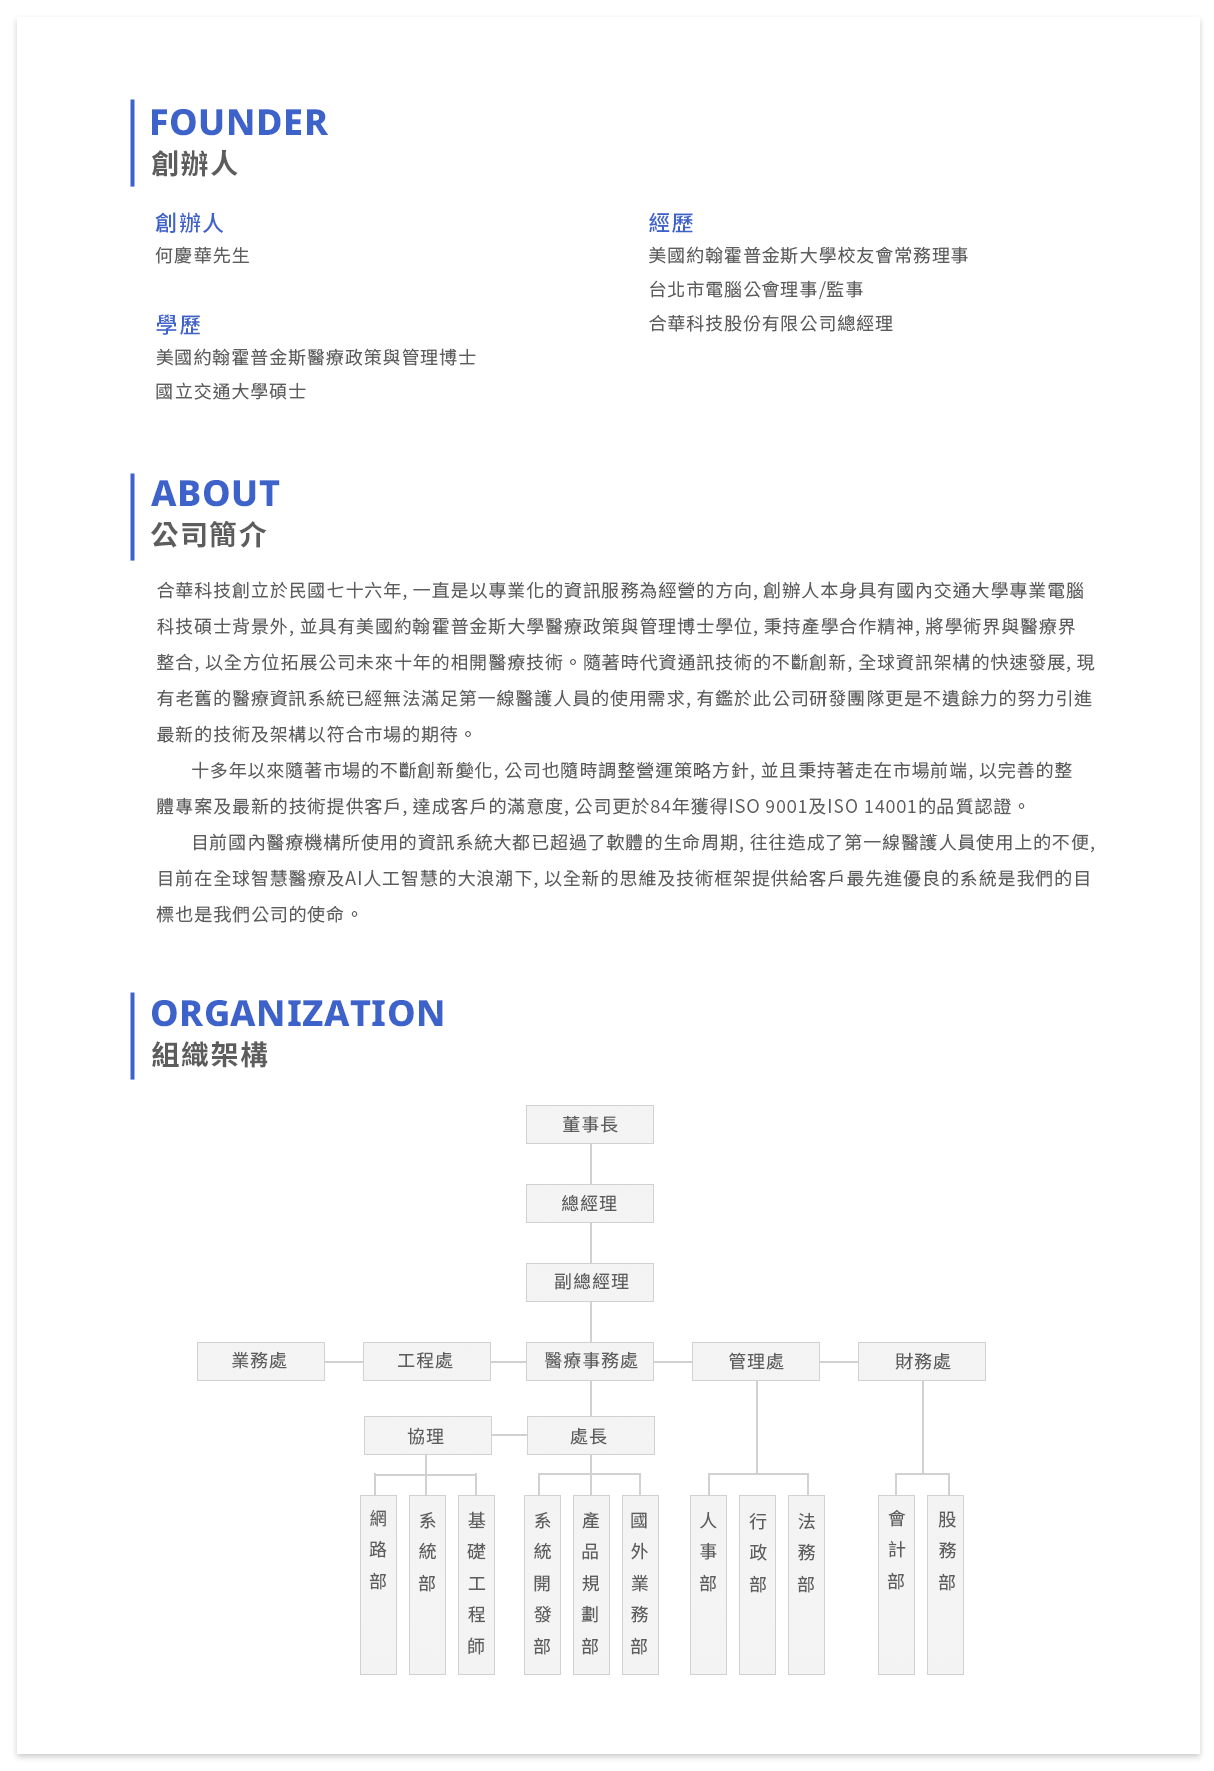 FOUNDER
創辦人
創辦人
何慶華先生
學歷
美國約翰霍普金斯醫療政策與管理博士
國立交通大學碩士
經歷
美國約翰霍普金斯大學校友會常務理事
台北市電腦公會理事/監事
合華科技股份有限公司總經理
ABOUT
公司簡介
合華科技創立於民國七十六年, 一直是以專業化的資訊服務為經營的方向, 創辦人本身具有國內交通大學專業電腦
科技碩士背景外, 並具有美國約翰霍普金斯大學醫療政策與管理博士學位, 秉持產學合作精神, 將學術界與醫療界
整合, 以全方位拓展公司未來十年的相開醫療技術。隨著時代資通訊技術的不斷創新, 全球資訊架構的快速發展, 現
有老舊的醫療資訊系統已經無法滿足第一線醫護人員的使用需求, 有鑑於此公司研發團隊更是不遺餘力的努力引進
最新的技術及架構以符合市場的期待。
十多年以來隨著市場的不斷創新變化, 公司也隨時調整營運策略方針, 並且秉持著走在市場前端, 以完善的整
體專案及最新的技術提供客戶, 達成客戶的滿意度, 公司更於84年獲得ISO 9001及ISO 14001的品質認證。
目前國內醫療機構所使用的資訊系統大都已超過了軟體的生命周期, 往往造成了第一線醫護人員使用上的不便,
目前在全球智慧醫療及AI人工智慧的大浪潮下, 以全新的思維及技術框架提供給客戶最先進優良的系統是我們的目
標也是我們公司的使命。
ORGANIZATION
組織架構
董事長
總經理
副總經理
業務處
工程處
醫療事務處
管理處
財務處
協理
處長
網路部
系統部
基礎工程師
系統開發部
產品規劃部
國外業務部
人事部
行政部
法務部
會計部
股務部